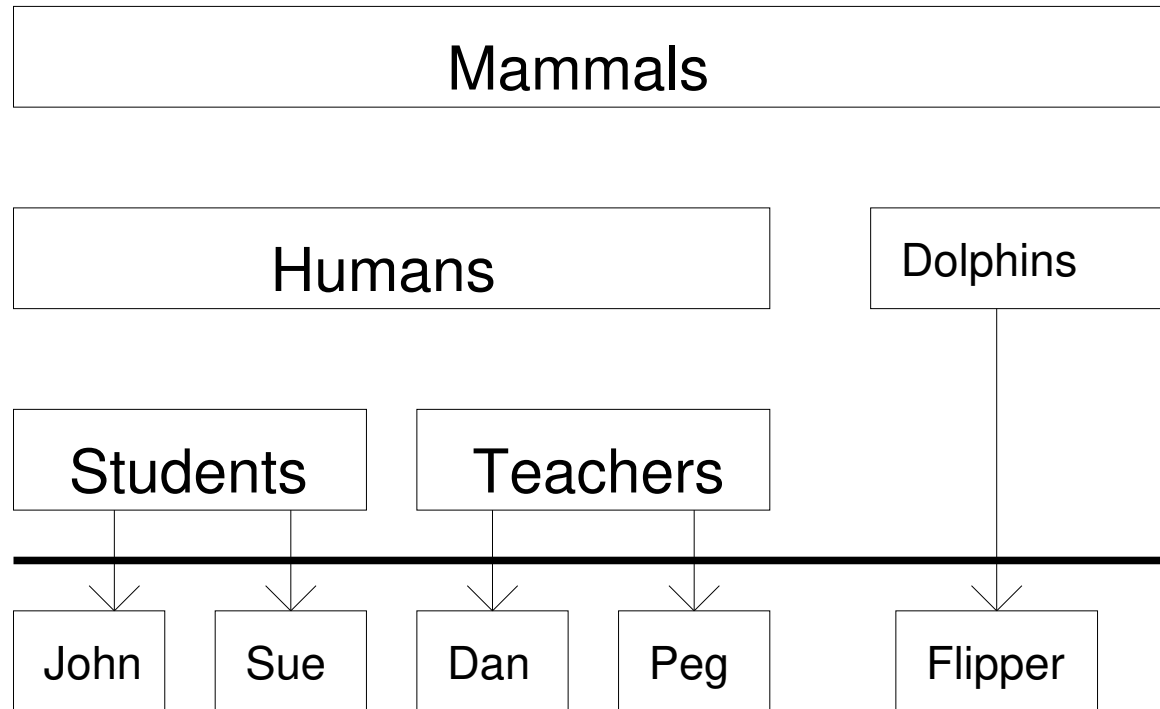 Mammals
Humans Dolphins
Students Teachers
John Sue Dan Peg Flipper